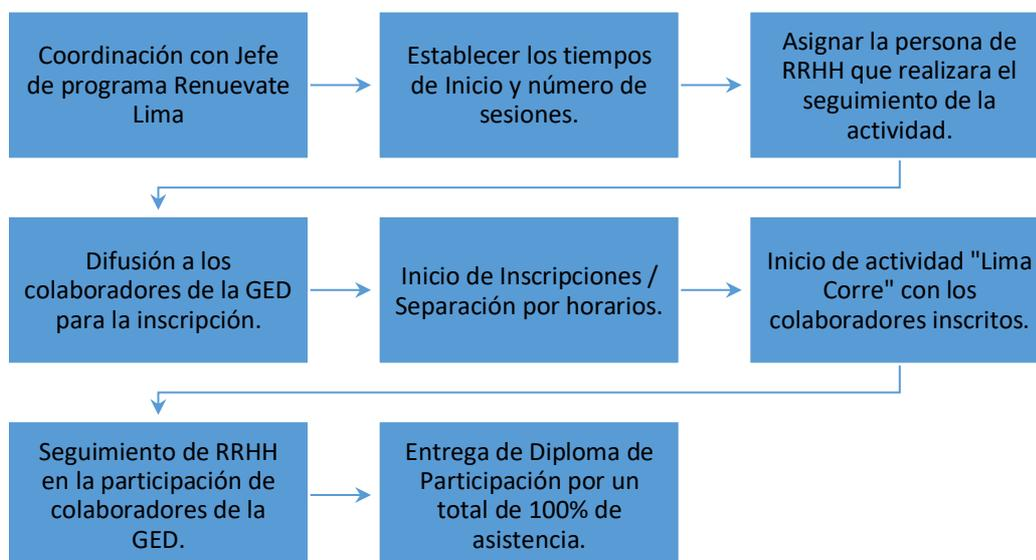 Coordinación con Jefe
de programa Renuevate
Lima
Establecer los tiempos
de Inicio y número de
sesiones.
Asignar la persona de
RRHH que realizara el
seguimiento de la
actividad.
Difusión a los
colaboradores de la GED
para la inscripción.
Inicio de Inscripciones /
Separación por horarios.
Inicio de actividad "Lima
Corre" con los
colaboradores inscritos.
Seguimiento de RRHH
en la participación de
colaboradores de la
GED.
Entrega de Diploma de
Participación por un
total de 100% de
asistencia.